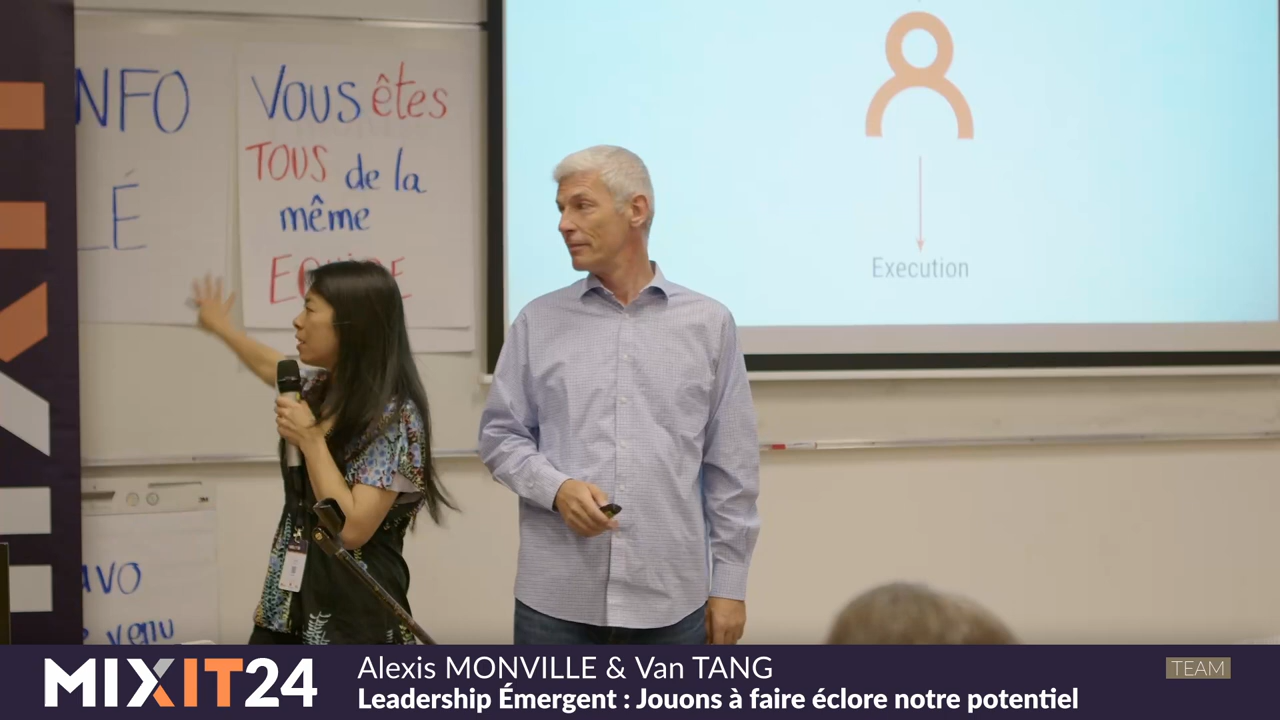 NFO
É
Vous êtes
TOUS de la
même
Execution
MIXIT24
Alexis MONVILLE & Van TANG
Leadership Émergent : Jouons à faire éclore notre potentiel
TEAM